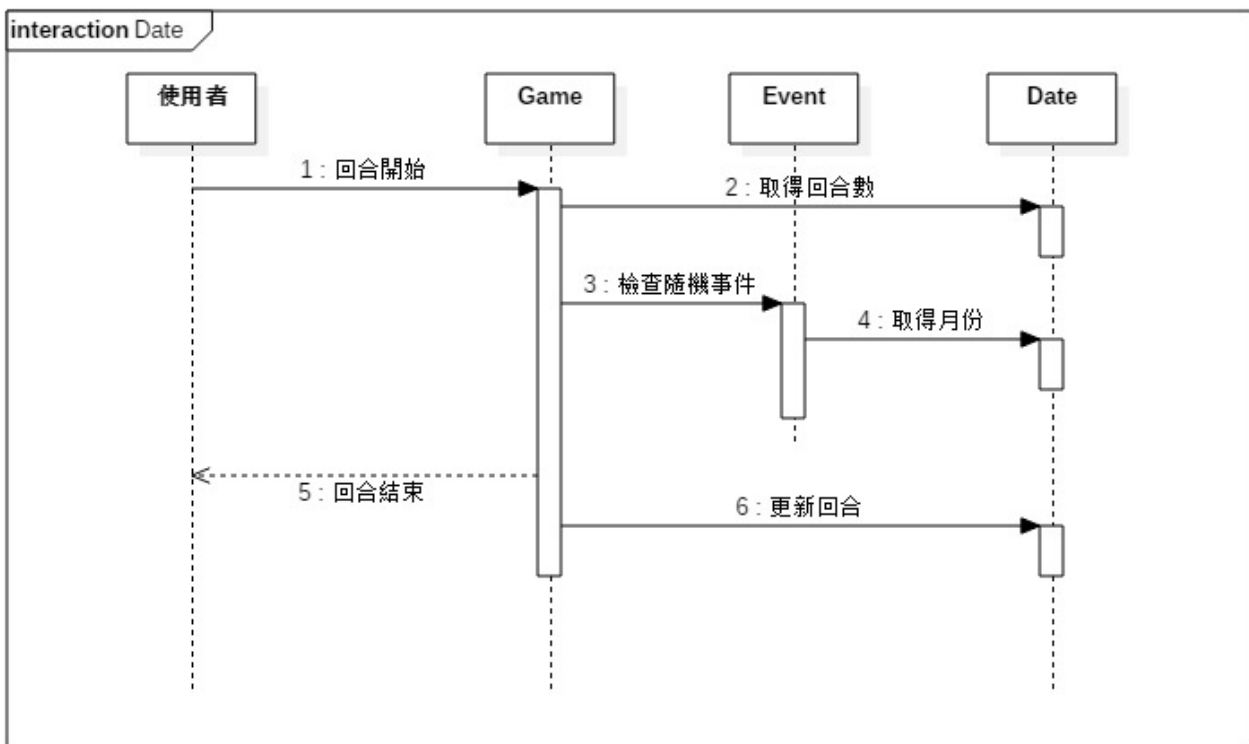 interaction Date
使用者
Game
Event
Date
1 : 回合開始
2 : 取得回合數
3 : 檢查隨機事件
4 : 取得月份
5 : 回合結束
6 : 更新回合